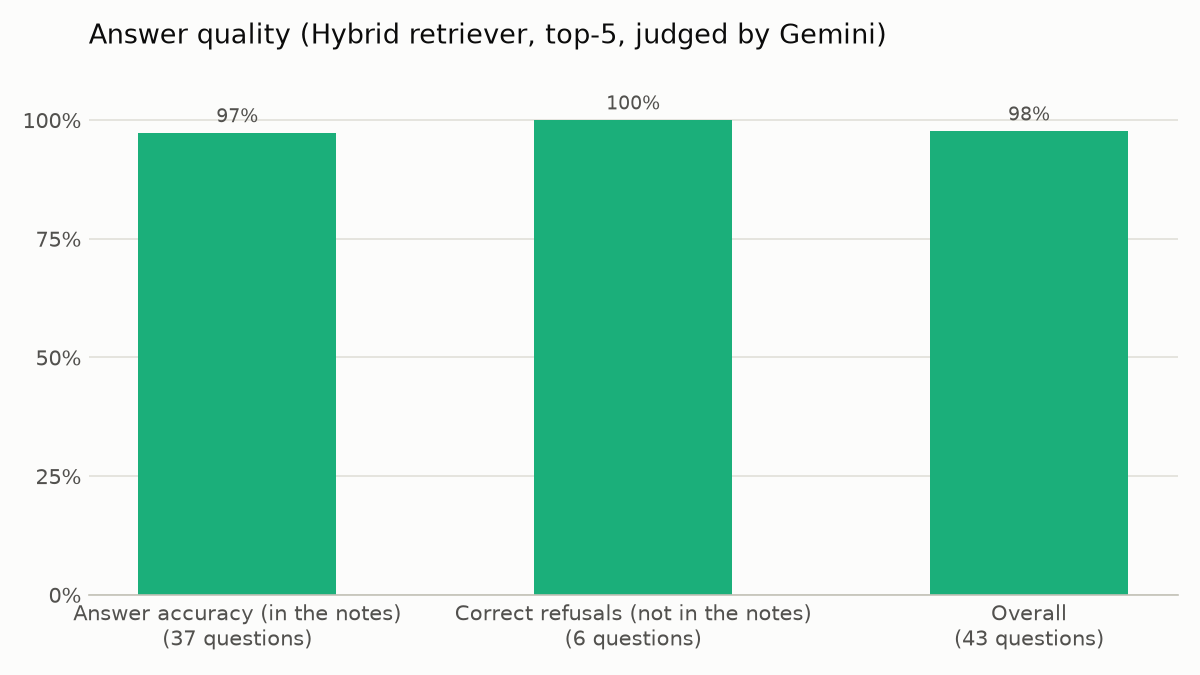 Answer quality (Hybrid retriever, top-5, judged by Gemini)
97%
100%
98%
100%
75%
50%
25%
0%
Answer accuracy (in the notes)
(37 questions)
Correct refusals (not in the notes)
(6 questions)
Overall
(43 questions)